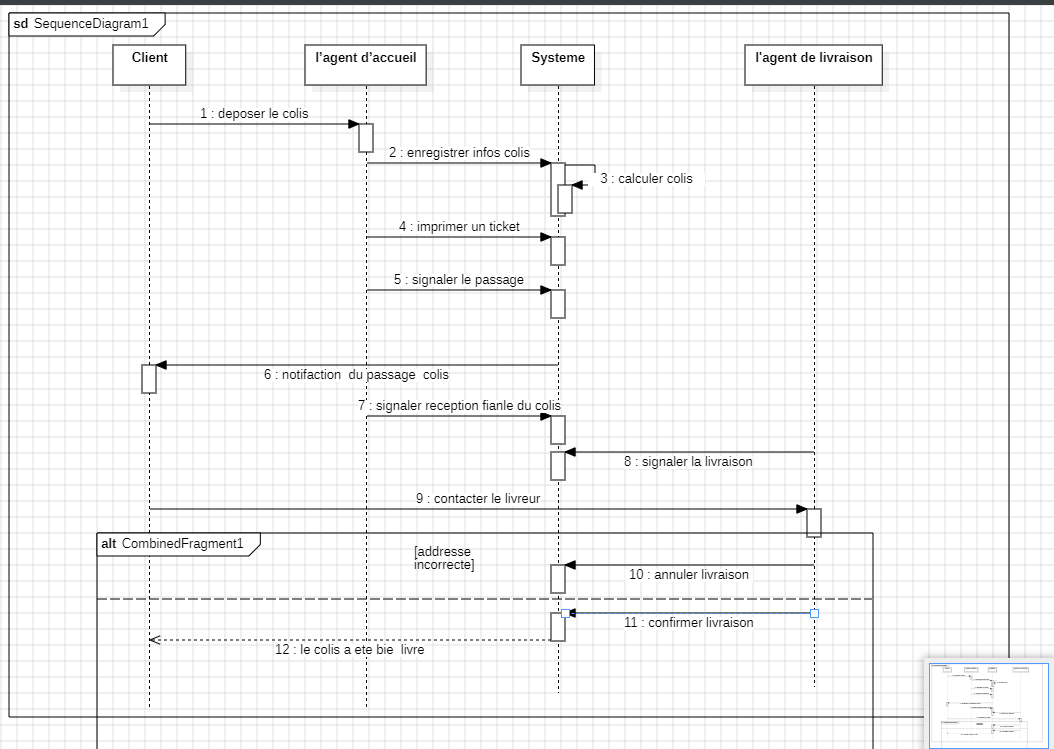 sd SequenceDiagram1
Client
l'agent d'accueil
Systeme
l'agent de livraison
1 : deposer le colis
2 : enregistrer infos colis
3 : calculer colis
4 : imprimer un ticket
5 : signaler le passage
6 : notifaction du passage colis
7 : signaler reception fianle du colis
8 : signaler la livraison
9 : contacter le livreur
alt CombinedFragment1
[addresse
incorrecte]
10 : annuler livraison
11 : confirmer livraison
12 : le colis a ete bie livre